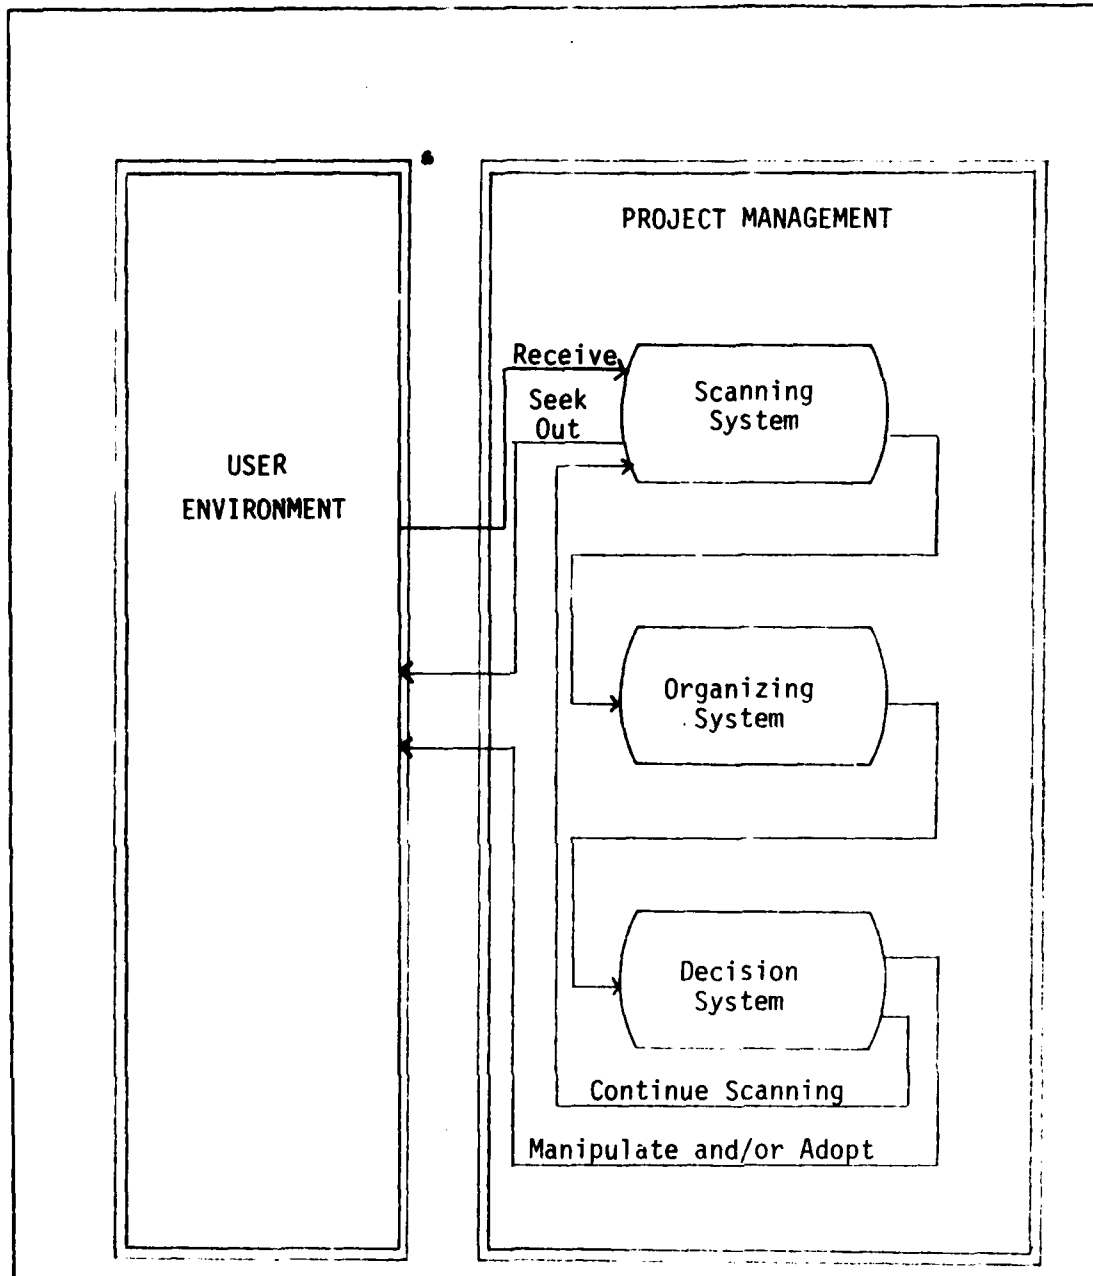 PROJECT MANAGEMENT
Receive
Scanning
System
Seek
Out
USER
ENVIRONMENT
Organizing
System
Decision
System
Continue Scanning
Manipulate and/or Adopt